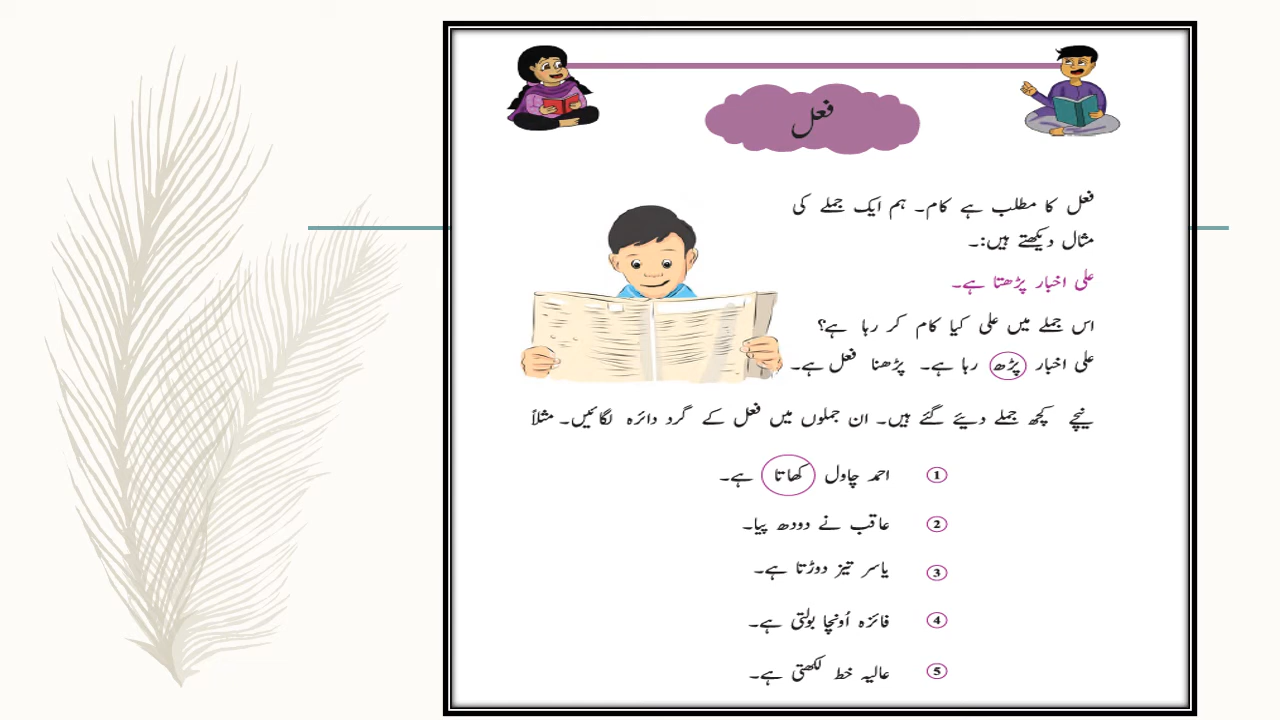 فعل
فعل کا مطلب ہے کام۔ ہم ایک جملے کی
مثال دیکھتے ہیں:۔
علی اخبار پڑھتا ہے۔
اس جملے میں علی کیا کام کر رہا ہے؟
علی اخبار پڑھ رہا ہے۔ پڑھنا فعل ہے۔
نیچے کچھ جملے دیئے گئے ہیں۔ ان جملوں میں فعل کے گرد دائرہ لگائیں۔ مثلاً
1 احمد چاول کھاتا ہے۔
2 عاقب نے دودھ پیا۔
3 یاسر تیز دوڑتا ہے۔
4 فائزہ اُونچا بولتی ہے۔
5 عالیہ خط لکھتی ہے۔